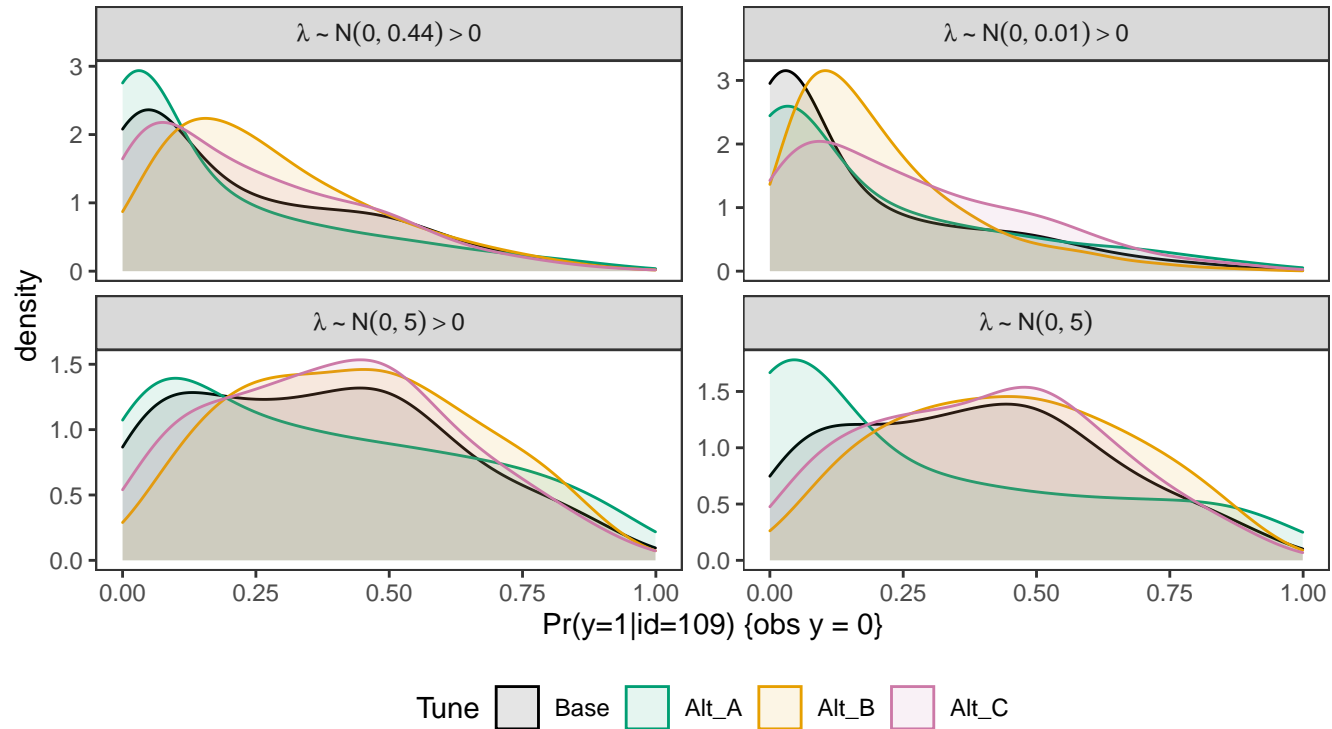 λ ~ N(0, 0.44) > 0
λ ~ N(0, 0.01) > 0
3
2
1
0
3
2
1
0
density
λ ~ N(0, 5) > 0
λ ~ N(0, 5)
1.5
1.0
0.5
0.0
1.5
1.0
0.5
0.0
0.00 0.25 0.50 0.75 1.00
0.00 0.25 0.50 0.75 1.00
Pr(y=1|id=109) {obs y = 0}
Tune Base Alt_A Alt_B Alt_C